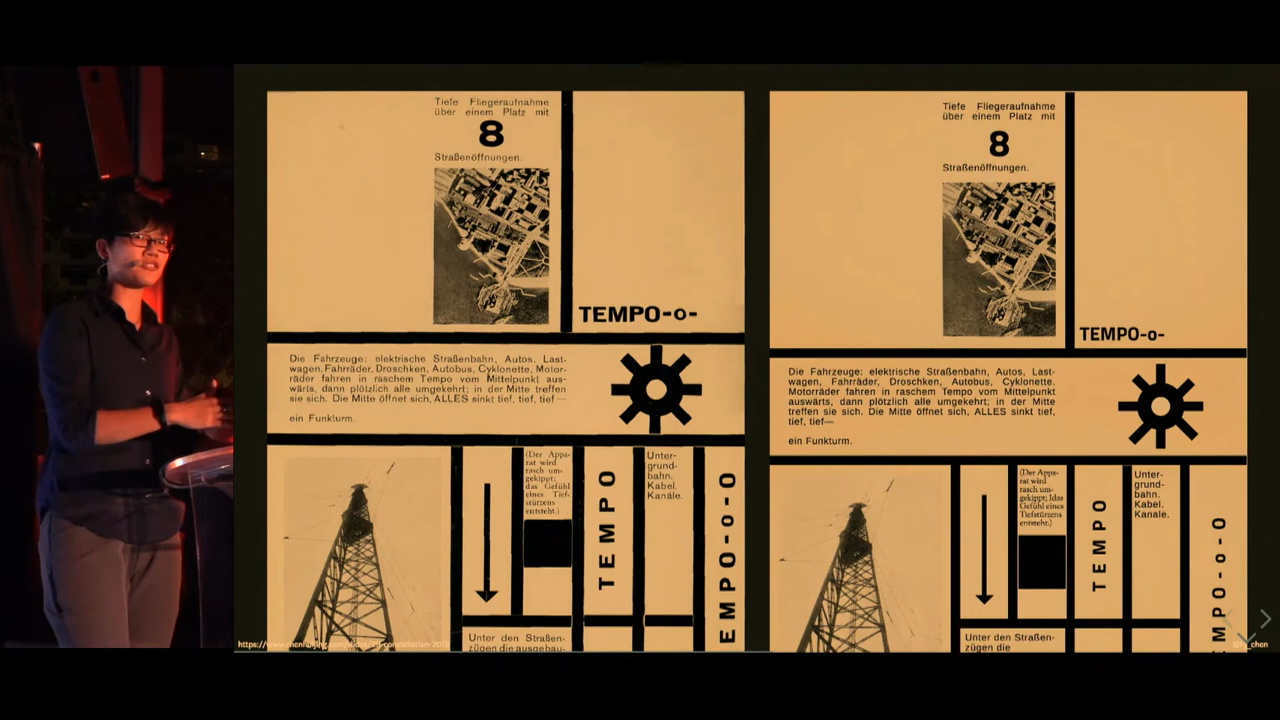 Tiefe Fliegeraufnahme
über einem Platz mit
8
Straßenöffnungen.
TEMPO-o-
Die Fahrzeuge: elektrische Straßenbahn, Autos, Last-
wagen, Fahrräder, Droschken, Autobus, Cyklonette, Motor-
räder fahren in raschem Tempo vom Mittelpunkt aus-
wärts, dann plötzlich alle umgekehrt; in der Mitte treffen
sie sich. Die Mitte öffnet sich, ALLES sinkt tief, tief, tief —
ein Funkturm.
(Der Appa-
rat wird
rasch um-
gekippt;
das Gefühl
eines Tief-
stürzens
entsteht.)
TEMPO
Unter-
grund-
bahn.
Kabel.
Kanäle.
EMPO-o-O
Unter den Straßen-
zügen die ausgebau-
Tiefe Fliegeraufnahme
über einem Platz mit
8
Straßenöffnungen.
TEMPO-o-
Die Fahrzeuge: elektrische Straßenbahn, Autos, Last-
wagen, Fahrräder, Droschken, Autobus, Cyklonette.
Motorräder fahren in raschem Tempo vom Mittelpunkt
auswärts, dann plötzlich alle umgekehrt; in der Mitte
treffen sie sich. Die Mitte öffnet sich, ALLES sinkt tief,
tief, tief—
ein Funkturm.
(Der Appa-
rat wird
rasch um-
gekippt; ldas
Gefühl eines
Tiefstürzens
entsteht.)
TEMPO
Unter-
grund-
bahn.
Kabel.
Kanäle.
MPO-o-O
Unter den Straßen-
zügen die